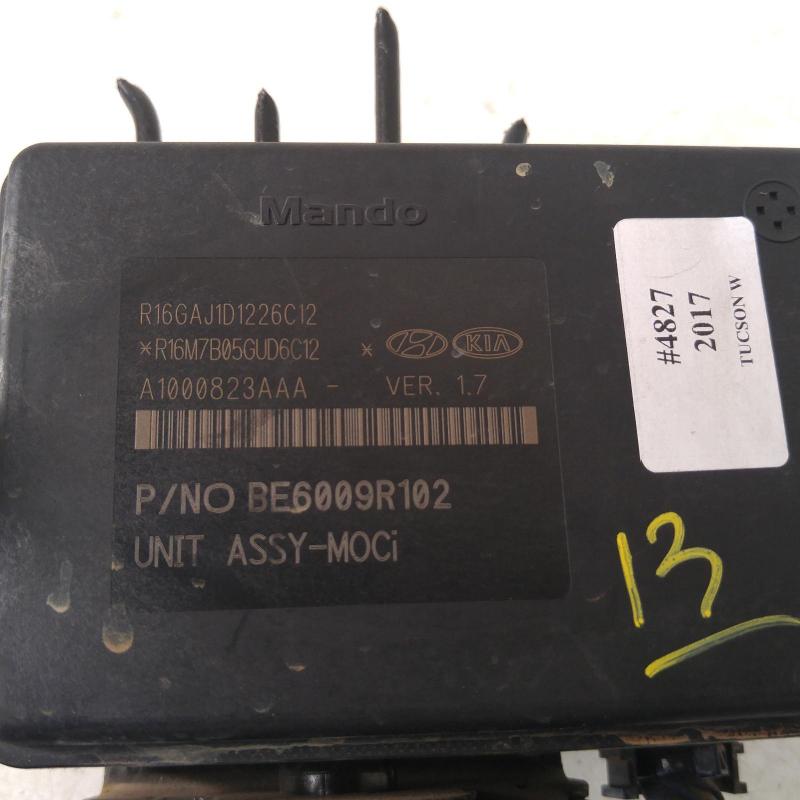 Mando
R16GAJ1D1226C12
*R16M7B05GUD6C12 *
KIA
A1000823AAA - VER. 1.7
P/NO BE6009R102
UNIT ASSY-MOCi
#4827
2017
TUCSON W
13